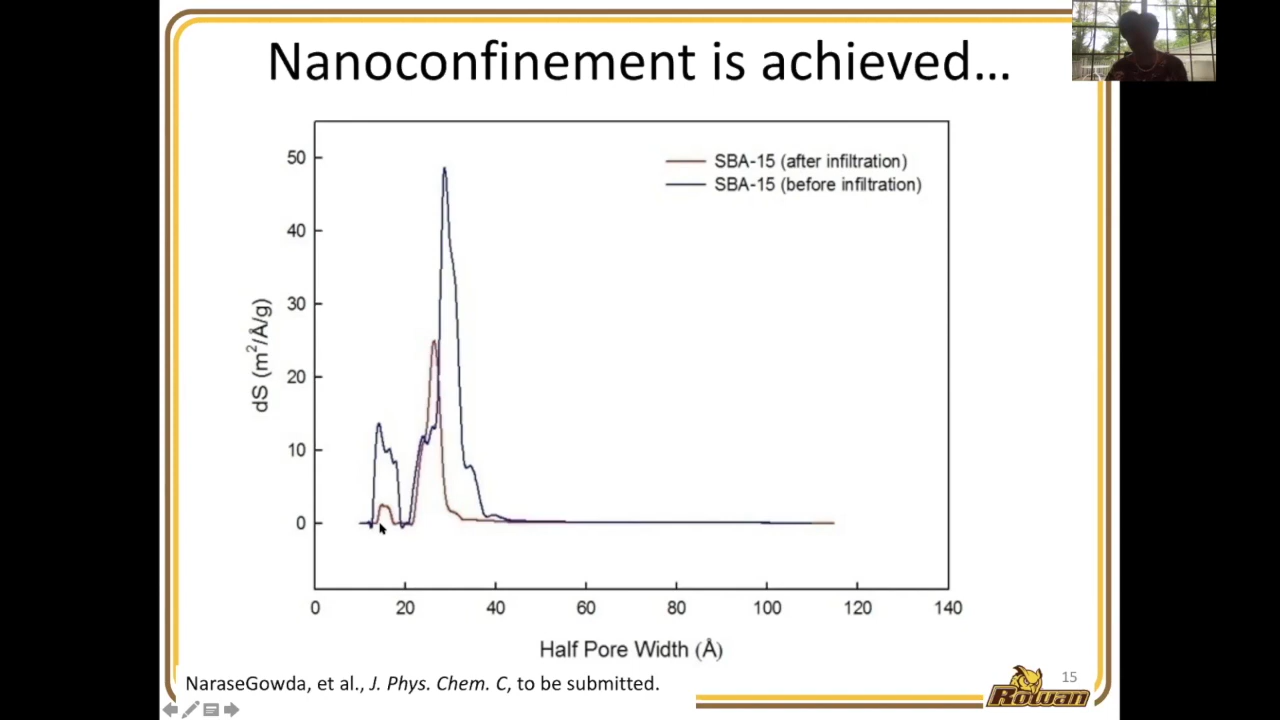 Nanoconfinement is achieved…
SBA-15 (after infiltration)
SBA-15 (before infiltration)
50
40
30
20
10
0
dS (m²/Å/g)
0 20 40 60 80 100 120 140
Half Pore Width (Å)
NaraseGowda, et al., J. Phys. Chem. C, to be submitted.
Rowan
15